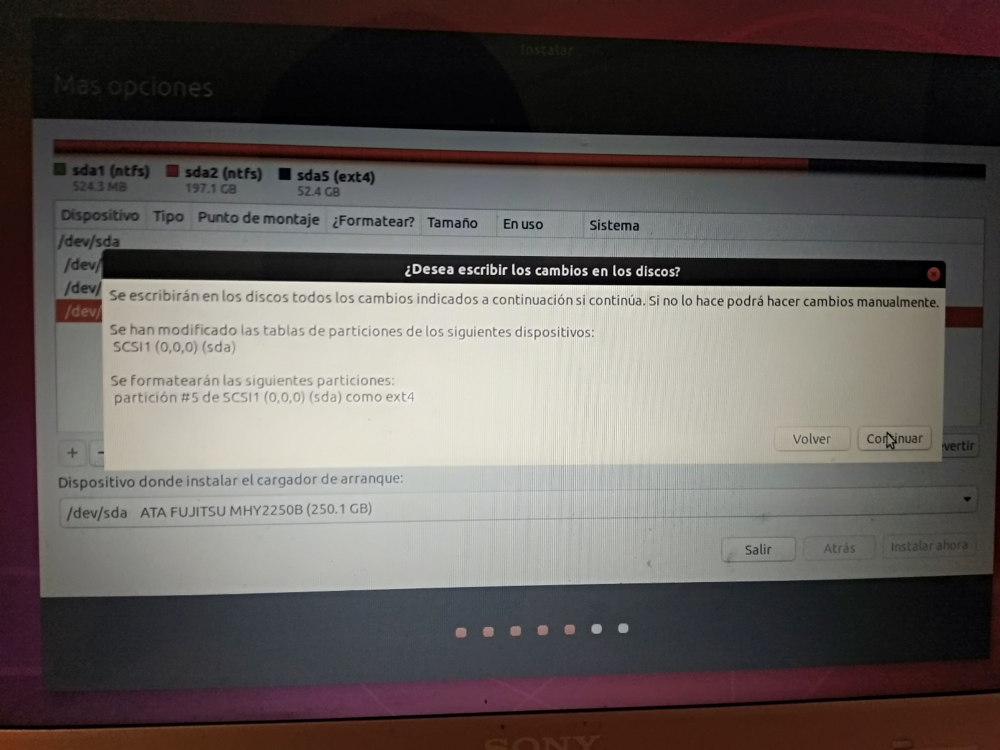 Instalar
Mas opciones
sda1 (ntfs)
524.3 MB
sda2 (ntfs)
197.1 GB
sda5 (ext4)
52.4 GB
Dispositivo Tipo Punto de montaje ¿Formatear? Tamaño En uso Sistema
/dev/sda
/dev/
/dev/
/dev/
¿Desea escribir los cambios en los discos?
Se escribirán en los discos todos los cambios indicados a continuación si continúa. Si no lo hace podrá hacer cambios manualmente.
Se han modificado las tablas de particiones de los siguientes dispositivos:
SCSI1 (0,0,0) (sda)
Se formatearán las siguientes particiones:
partición #5 de SCSI1 (0,0,0) (sda) como ext4
Volver Continuar
+ - vertir
Dispositivo donde instalar el cargador de arranque:
/dev/sda ATA FUJITSU MHY2250B (250.1 GB)
Salir Atrás Instalar ahora
SONY